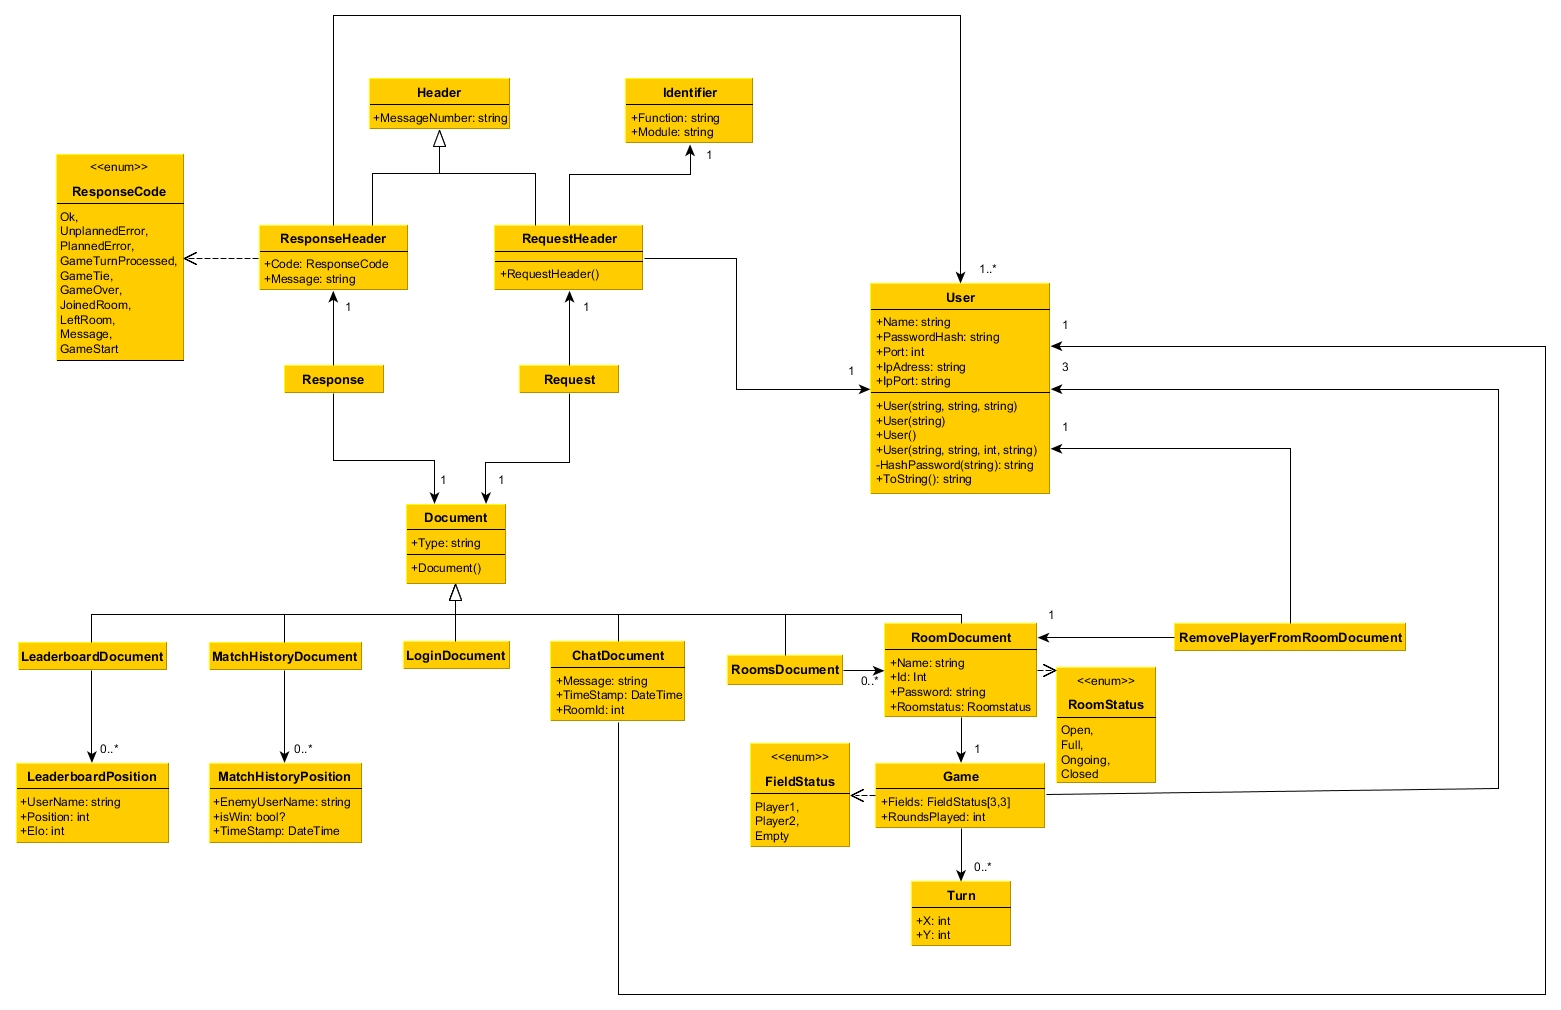 Header
+MessageNumber: string
Identifier
+Function: string
+Module: string
1
<<enum>>
ResponseCode
Ok,
UnplannedError,
PlannedError,
GameTurnProcessed,
GameTie,
GameOver,
JoinedRoom,
LeftRoom,
Message,
GameStart
ResponseHeader
+Code: ResponseCode
+Message: string
RequestHeader
+RequestHeader()
1
1
Response
Request
1..*
User
+Name: string
+PasswordHash: string
+Port: int
+IpAdress: string
+IpPort: string
+User(string, string, string)
+User(string)
+User()
+User(string, string, int, string)
-HashPassword(string): string
+ToString(): string
1
1
3
1
1
1
Document
+Type: string
+Document()
LeaderboardDocument
MatchHistoryDocument
LoginDocument
ChatDocument
+Message: string
+TimeStamp: DateTime
+RoomId: int
RoomsDocument
0..*
RoomDocument
+Name: string
+Id: Int
+Password: string
+Roomstatus: Roomstatus
1
RemovePlayerFromRoomDocument
<<enum>>
RoomStatus
Open,
Full,
Ongoing,
Closed
0..*
LeaderboardPosition
+UserName: string
+Position: int
+Elo: int
0..*
MatchHistoryPosition
+EnemyUserName: string
+isWin: bool?
+TimeStamp: DateTime
<<enum>>
FieldStatus
Player1,
Player2,
Empty
1
Game
+Fields: FieldStatus[3,3]
+RoundsPlayed: int
0..*
Turn
+X: int
+Y: int